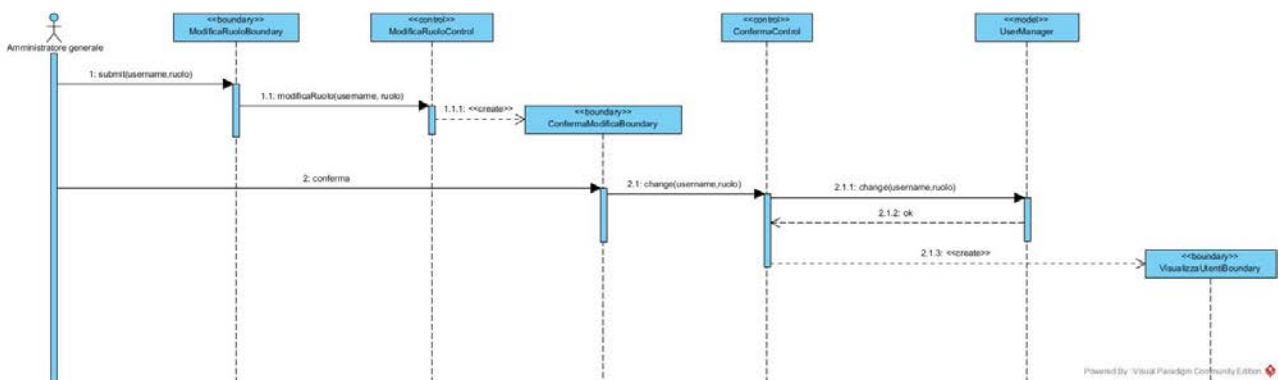 Amministratore generale
<<boundary>>
ModificaRuoloBoundary
<<control>>
ModificaRuoloControl
<<control>>
ConfermaControl
<<model>>
UserManager
1: submit(username,ruolo)
1.1: modificaRuolo(username, ruolo)
1.1.1: <<create>>
<<boundary>>
ConfermaModificaBoundary
2: conferma
2.1: change(username,ruolo)
2.1.1: change(username,ruolo)
2.1.2: ok
2.1.3: <<create>>
<<boundary>>
VisualizzaUtentiBoundary
Powered By Visual Paradigm Community Edition